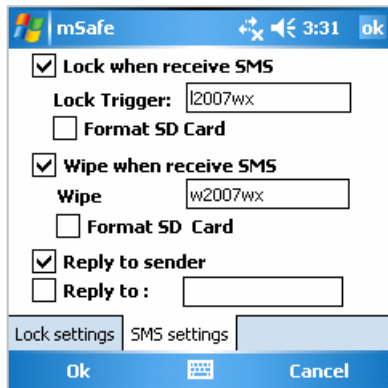 mSafe 3:31 ok
Lock when receive SMS
Lock Trigger: l2007wx
Format SD Card
Wipe when receive SMS
Wipe w2007wx
Format SD Card
Reply to sender
Reply to :
Lock settings SMS settings
Ok Cancel